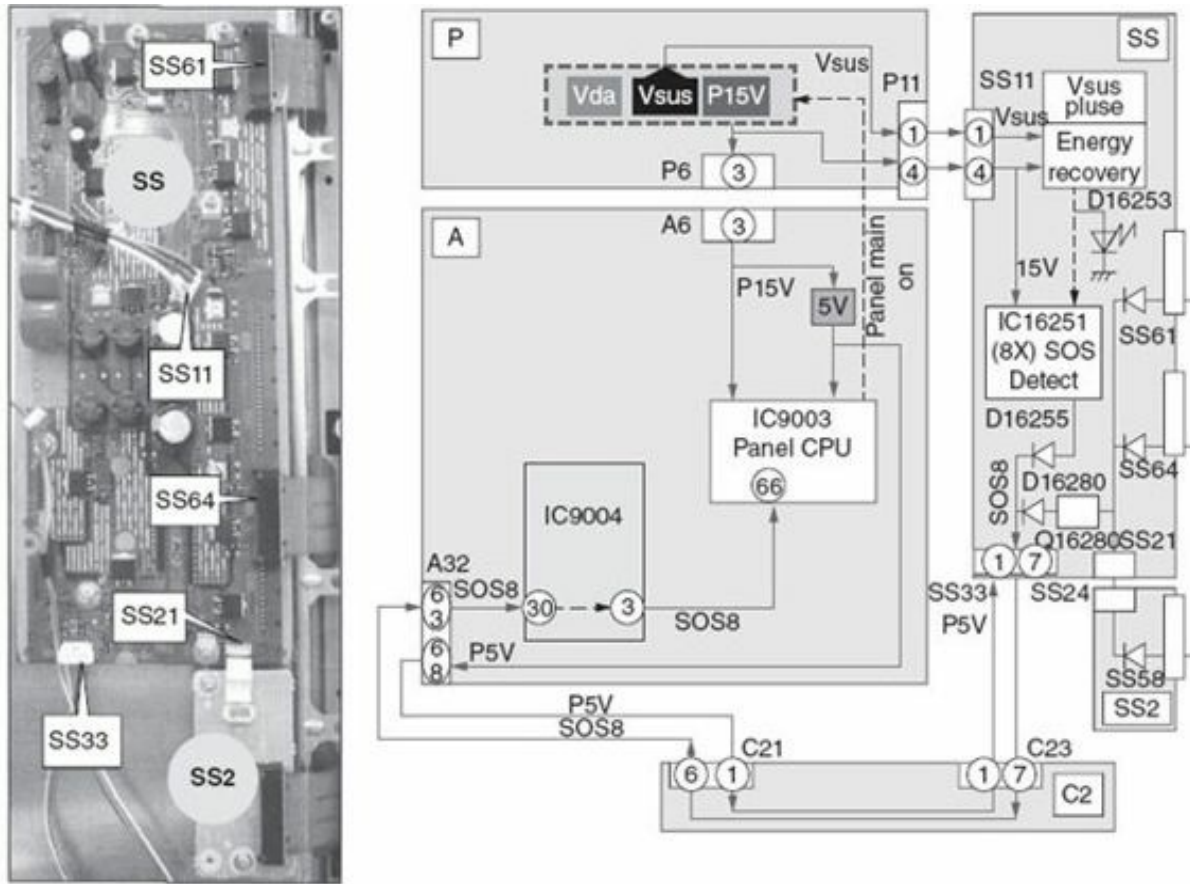 SS61
SS
SS11
SS64
SS21
SS33
SS2
P
Vda
Vsus
P15V
Vsus
P11
1
4
P6
3
A
A6
3
P15V
5V
Panel main
on
IC9003
Panel CPU
66
IC9004
30
3
A32
6
3
SOS8
SOS8
6
8
P5V
P5V
SOS8
SS
SS11
Vsus
1
4
Vsus
pluse
Energy
recovery
D16253
15V
IC16251
(8X) SOS
Detect
SS61
D16255
SS64
SOS8
D16280
Q16280
SS21
1
7
SS33
SS24
P5V
SS58
SS2
C21
6
1
C23
1
7
C2